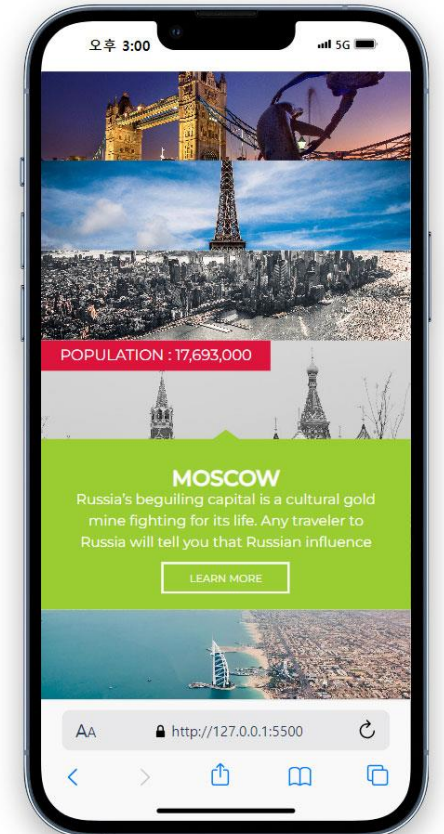 오후 3:00
5G
POPULATION : 17,693,000
MOSCOW
Russia's beguiling capital is a cultural gold
mine fighting for its life. Any traveler to
Russia will tell you that Russian influence
LEARN MORE
AA
http://127.0.0.1:5500